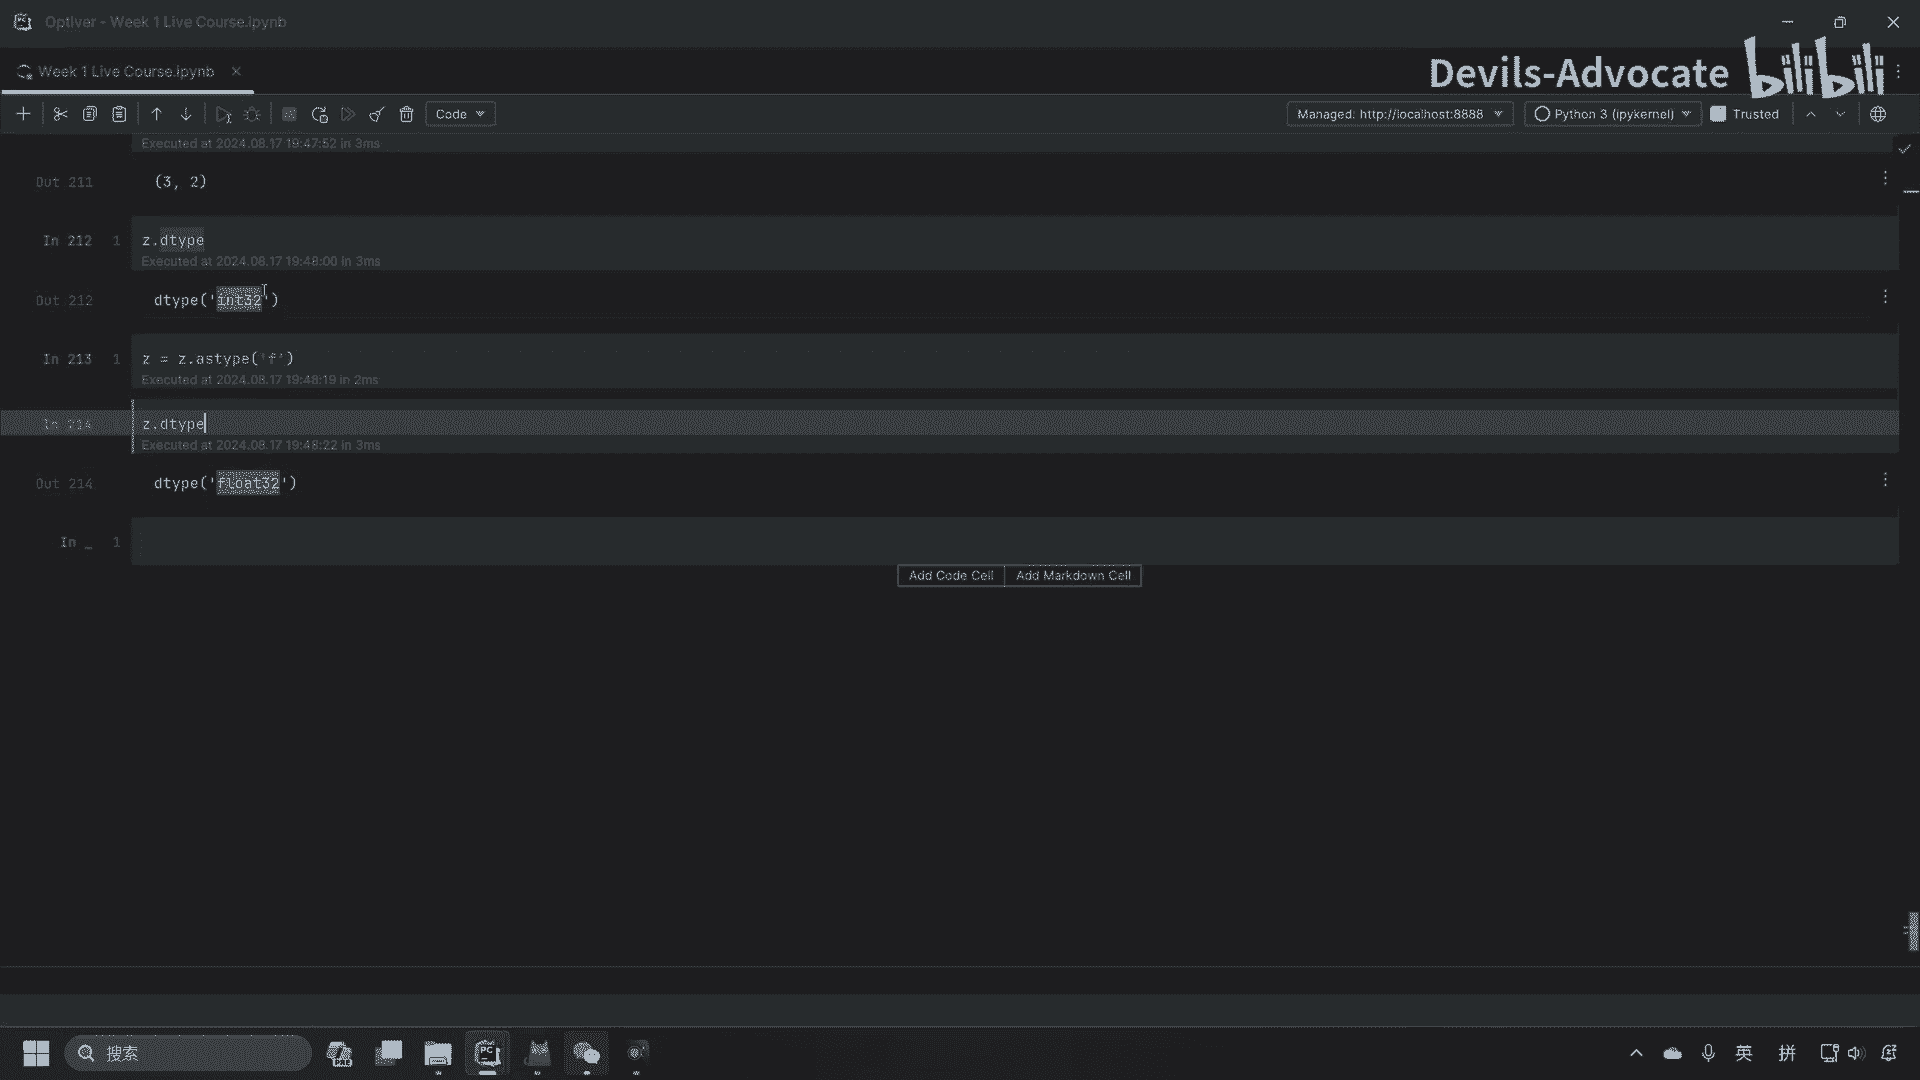 Optiver - Week 1 Live Course.ipynb
Week 1 Live Course.ipynb
Devils-Advocate bilibili
Code
Managed: http://localhost:8888
Python 3 (ipykernel)
Trusted
Executed at 2024.08.17 19:47:52 in 3ms
Out 211
(3, 2)
In 212 1 z.dtype
Executed at 2024.08.17 19:48:00 in 3ms
Out 212
dtype('int32')
In 213 1 z = z.astype('f')
Executed at 2024.08.17 19:48:19 in 2ms
In 214 z.dtype
Executed at 2024.08.17 19:48:22 in 3ms
Out 214
dtype('float32')
In _ 1
Add Code Cell Add Markdown Cell
搜索
英
拼